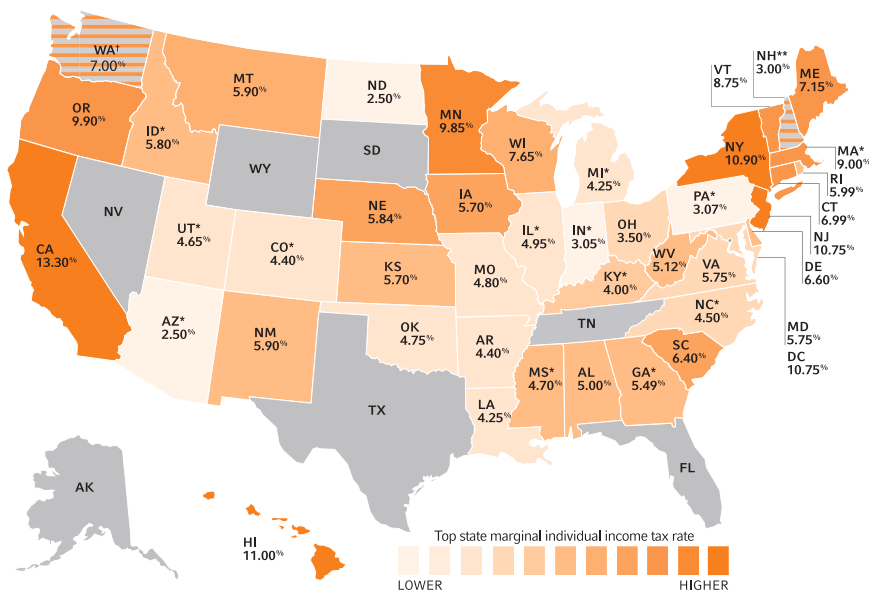 WA†
7.00%
MT
5.90%
ND
2.50%
MN
9.85%
VT
8.75%
NH**
3.00%
ME
7.15%
OR
9.90%
ID*
5.80%
WY
SD
WI
7.65%
MI*
4.25%
NY
10.90%
MA*
9.00%
RI
5.99%
CT
6.99%
NJ
10.75%
DE
6.60%
MD
5.75%
DC
10.75%
CA
13.30%
NV
UT*
4.65%
CO*
4.40%
NE
5.84%
IA
5.70%
IL*
4.95%
IN*
3.05%
OH
3.50%
PA*
3.07%
KS
5.70%
MO
4.80%
KY*
4.00%
WV
5.12%
VA
5.75%
AZ*
2.50%
NM
5.90%
OK
4.75%
AR
4.40%
TN
NC*
4.50%
SC
6.40%
MS*
4.70%
AL
5.00%
GA*
5.49%
TX
LA
4.25%
FL
AK
HI
11.00%
Top state marginal individual income tax rate
LOWER
HIGHER